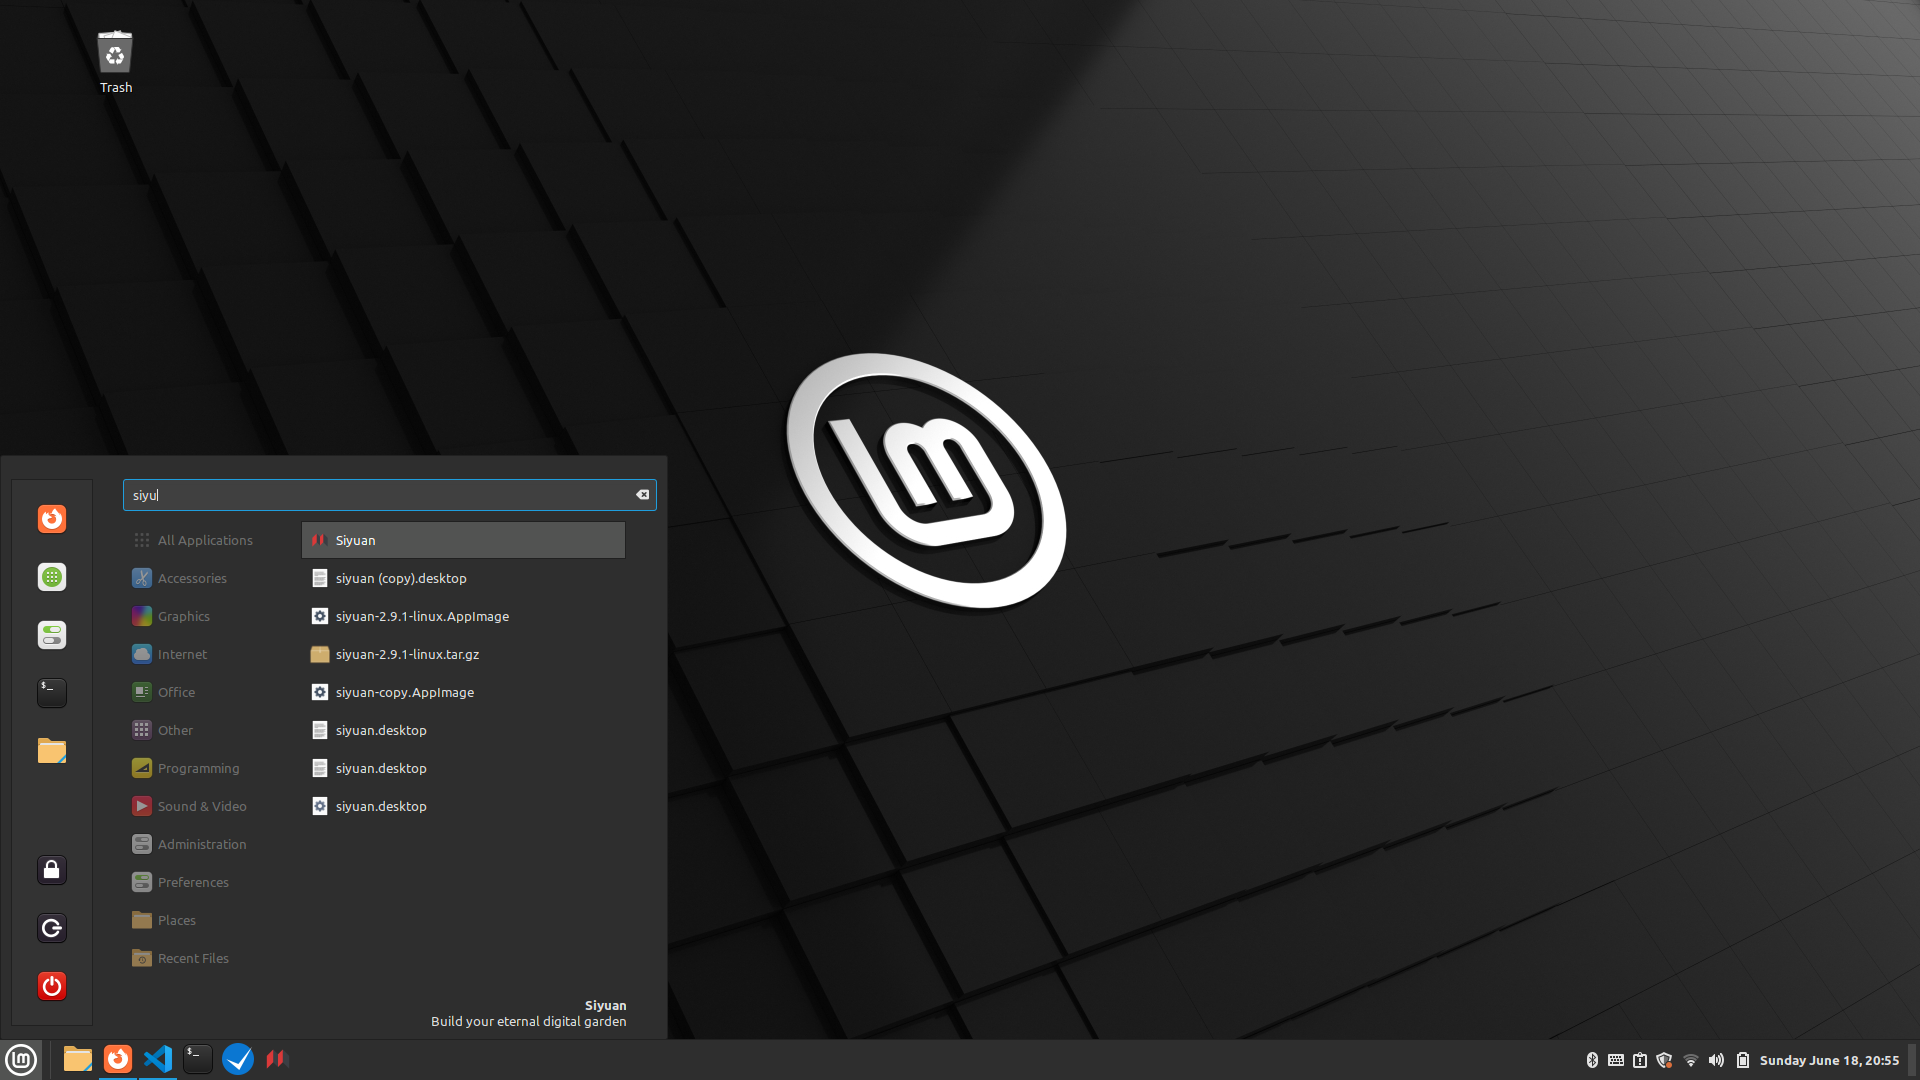 Trash
siyu
All Applications
Accessories
Graphics
Internet
Office
Other
Programming
Sound & Video
Administration
Preferences
Places
Recent Files
Siyuan
siyuan (copy).desktop
siyuan-2.9.1-linux.AppImage
siyuan-2.9.1-linux.tar.gz
siyuan-copy.AppImage
siyuan.desktop
siyuan.desktop
siyuan.desktop
Siyuan
Build your eternal digital garden
Sunday June 18, 20:55